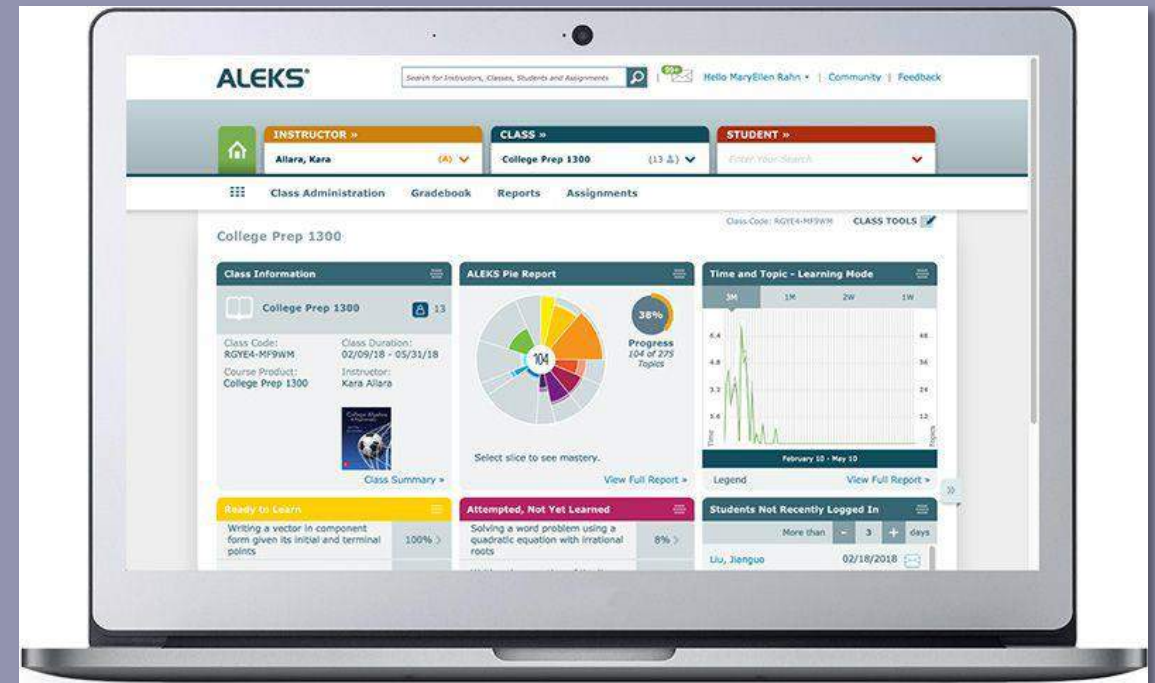 ALEKS®
Search for Instructors, Classes, Students and Assignments
99+
Hello MaryEllen Rahn
Community
Feedback
INSTRUCTOR »
CLASS »
STUDENT »
Allara, Kara
(A)
College Prep 1300
(13
Enter Your Search
Class Administration
Gradebook
Reports
Assignments
Class Code: RGYE4-MF9WM
CLASS TOOLS
College Prep 1300
Class Information
College Prep 1300
13
Class Code:
RGYE4-MF9WM
Class Duration:
02/09/18 - 05/31/18
Course Product:
College Prep 1300
Instructor:
Kara Allara
College Algebra
Class Summary »
ALEKS Pie Report
104
38%
Progress
104 of 275
Topics
Select slice to see mastery.
View Full Report »
Time and Topic - Learning Mode
3M
1M
2W
1W
6.4
4.8
3.2
1.6
48
36
24
12
Time
Topics
February 10 - May 10
Legend
View Full Report »
Ready to Learn
Writing a vector in component
form given its initial and terminal
points
100%
Attempted, Not Yet Learned
Solving a word problem using a
quadratic equation with irrational
roots
8%
Students Not Recently Logged In
More than
-
3
+
days
Liu, Jianguo
02/18/2018